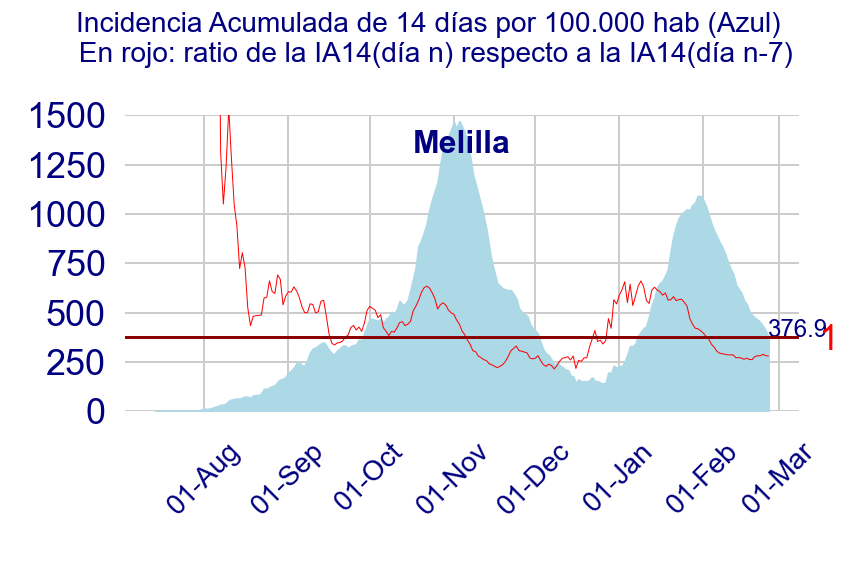 Incidencia Acumulada de 14 días por 100.000 hab (Azul)
En rojo: ratio de la IA14(día n) respecto a la IA14(día n-7)
Melilla
1500
1250
1000
750
500
250
0
376.9
1
01-Aug
01-Sep
01-Oct
01-Nov
01-Dec
01-Jan
01-Feb
01-Mar